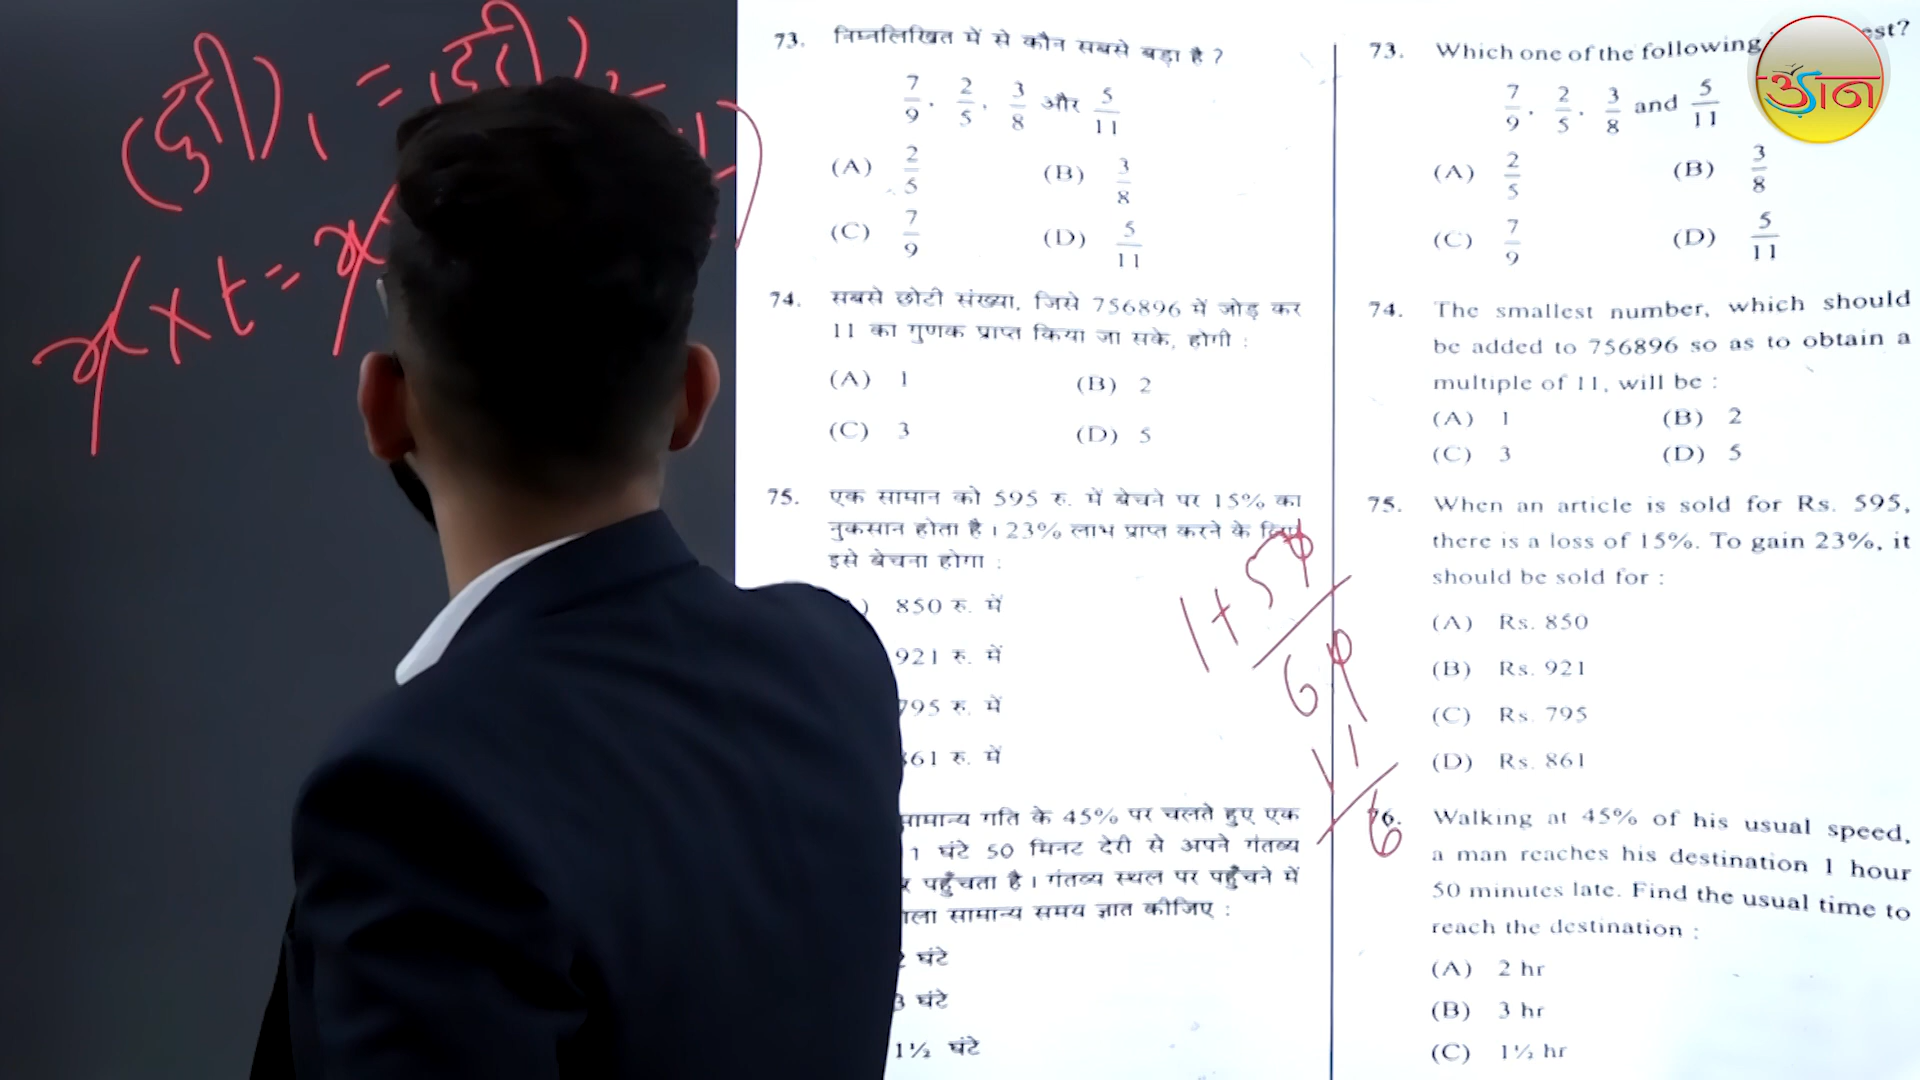 (दूरी)₁ = (दूरी)₂
x x t = x
73. निम्नलिखित में से कौन सबसे बड़ा है ?
7/9, 2/5, 3/8 और 5/11
(A) 2/5 (B) 3/8
(C) 7/9 (D) 5/11
74. सबसे छोटी संख्या, जिसे 756896 में जोड़ कर
11 का गुणक प्राप्त किया जा सके, होगी :
(A) 1 (B) 2
(C) 3 (D) 5
75. एक सामान को 595 रु. में बेचने पर 15% का
नुकसान होता है । 23% लाभ प्राप्त करने के लिए
इसे बेचना होगा :
850 रु. में
921 रु. में
795 रु. में
861 रु. में
सामान्य गति के 45% पर चलते हुए एक
1 घंटे 50 मिनट देरी से अपने गंतव्य
पहुँचता है । गंतव्य स्थल पर पहुँचने में
सामान्य समय ज्ञात कीजिए :
2 घंटे
3 घंटे
1½ घंटे
1 + 50/60
11/6
73. Which one of the following
7/9, 2/5, 3/8 and 5/11
(A) 2/5 (B) 3/8
(C) 7/9 (D) 5/11
74. The smallest number, which should
be added to 756896 so as to obtain a
multiple of 11, will be :
(A) 1 (B) 2
(C) 3 (D) 5
75. When an article is sold for Rs. 595,
there is a loss of 15%. To gain 23%, it
should be sold for :
(A) Rs. 850
(B) Rs. 921
(C) Rs. 795
(D) Rs. 861
76. Walking at 45% of his usual speed,
a man reaches his destination 1 hour
50 minutes late. Find the usual time to
reach the destination :
(A) 2 hr
(B) 3 hr
(C) 1½ hr
उड़ान